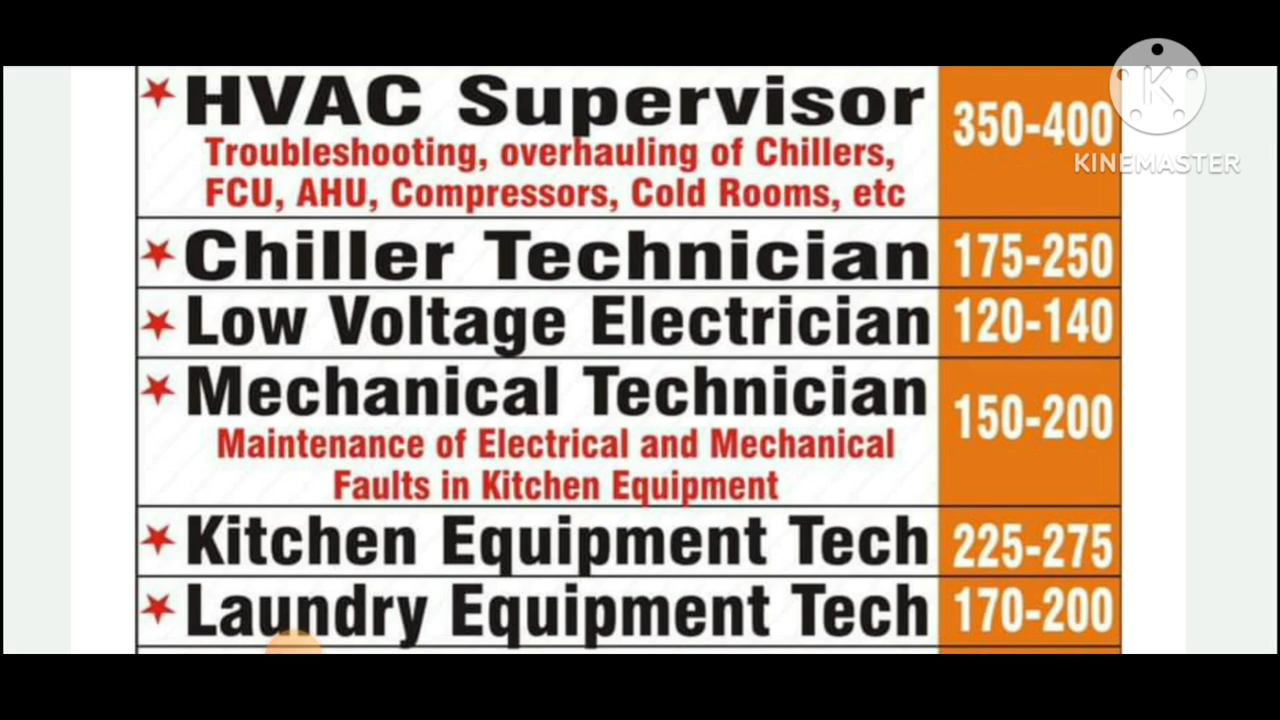 HVAC Supervisor
350-400
Troubleshooting, overhauling of Chillers,
FCU, AHU, Compressors, Cold Rooms, etc
Chiller Technician
175-250
Low Voltage Electrician
120-140
Mechanical Technician
150-200
Maintenance of Electrical and Mechanical
Faults in Kitchen Equipment
Kitchen Equipment Tech
225-275
Laundry Equipment Tech
170-200
K
KINEMASTER